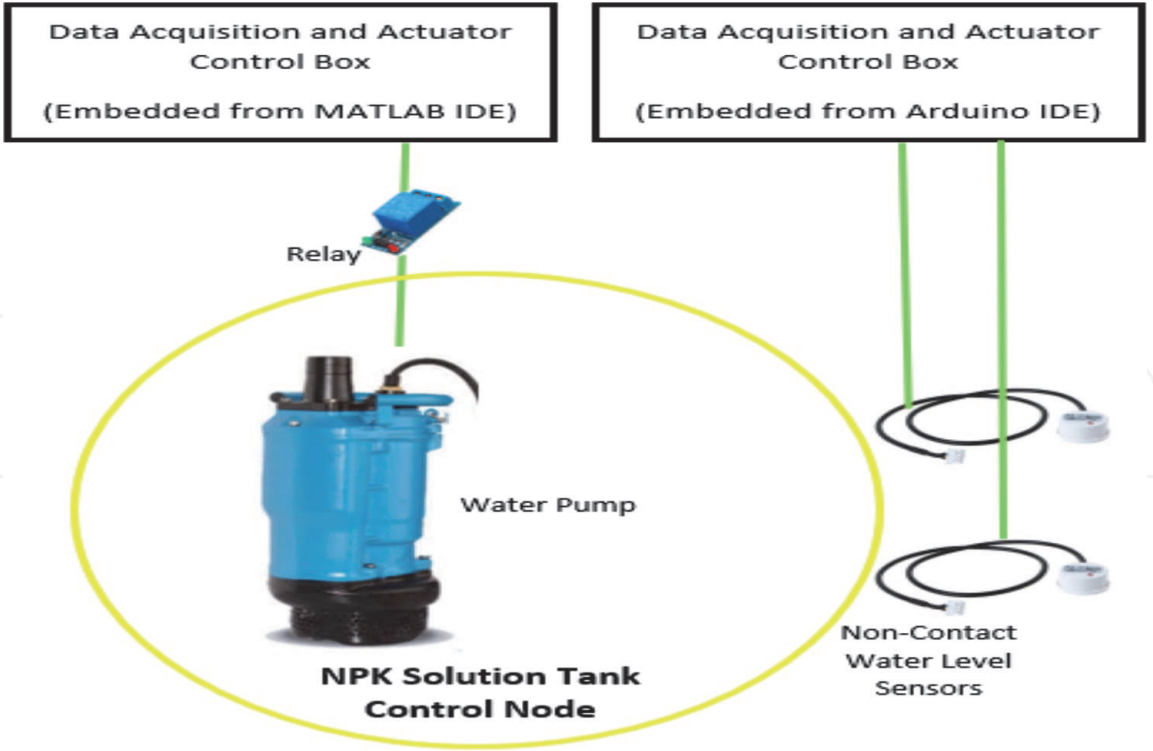 Data Acquisition and Actuator
Control Box
(Embedded from MATLAB IDE)
Data Acquisition and Actuator
Control Box
(Embedded from Arduino IDE)
Relay
Water Pump
Non-Contact
Water Level
Sensors
NPK Solution Tank
Control Node